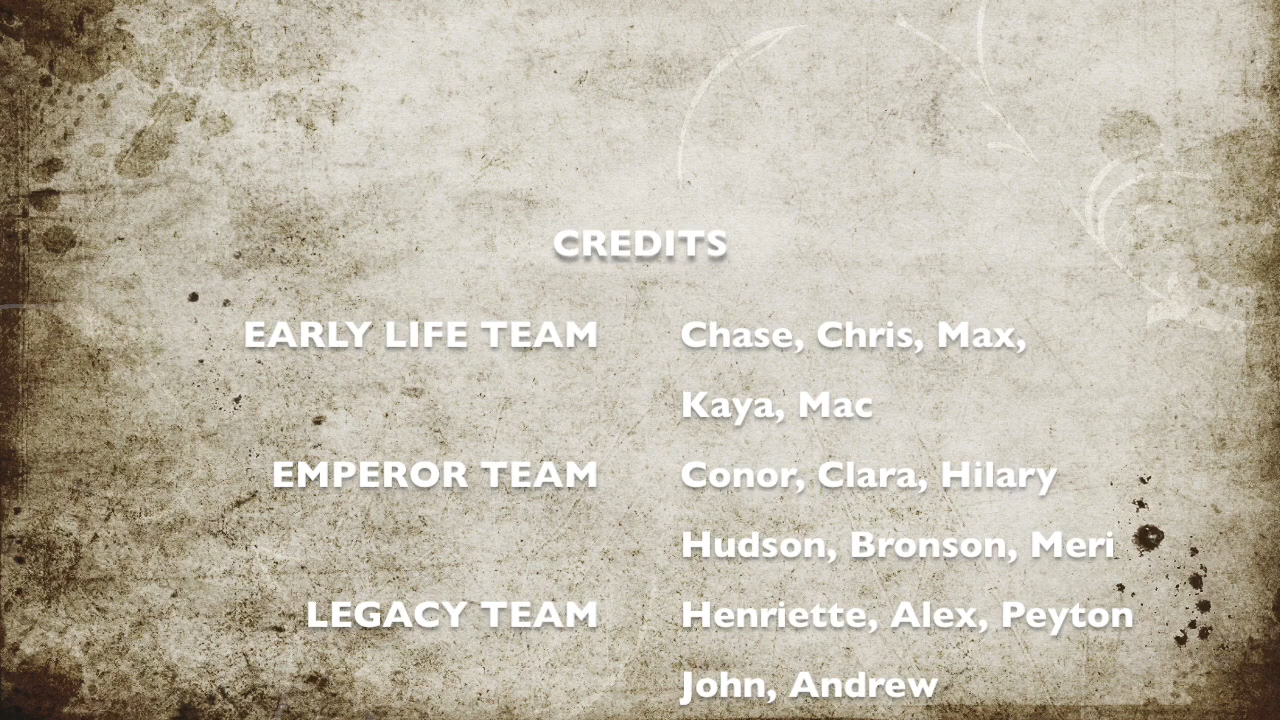 CREDITS
EARLY LIFE TEAM Chase, Chris, Max,
Kaya, Mac
EMPEROR TEAM Conor, Clara, Hilary
Hudson, Bronson, Meri
LEGACY TEAM Henriette, Alex, Peyton
John, Andrew